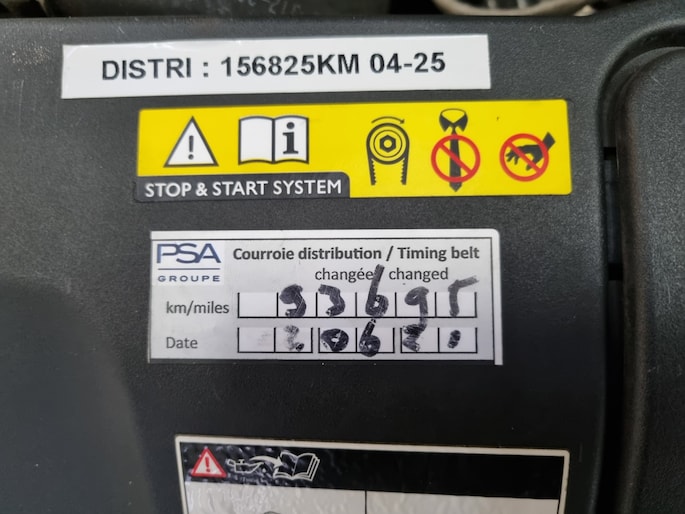 DISTRI : 156825KM 04-25
STOP & START SYSTEM
PSA
GROUPE
Courroie distribution / Timing belt
changée / changed
km/miles 93695
Date 20620